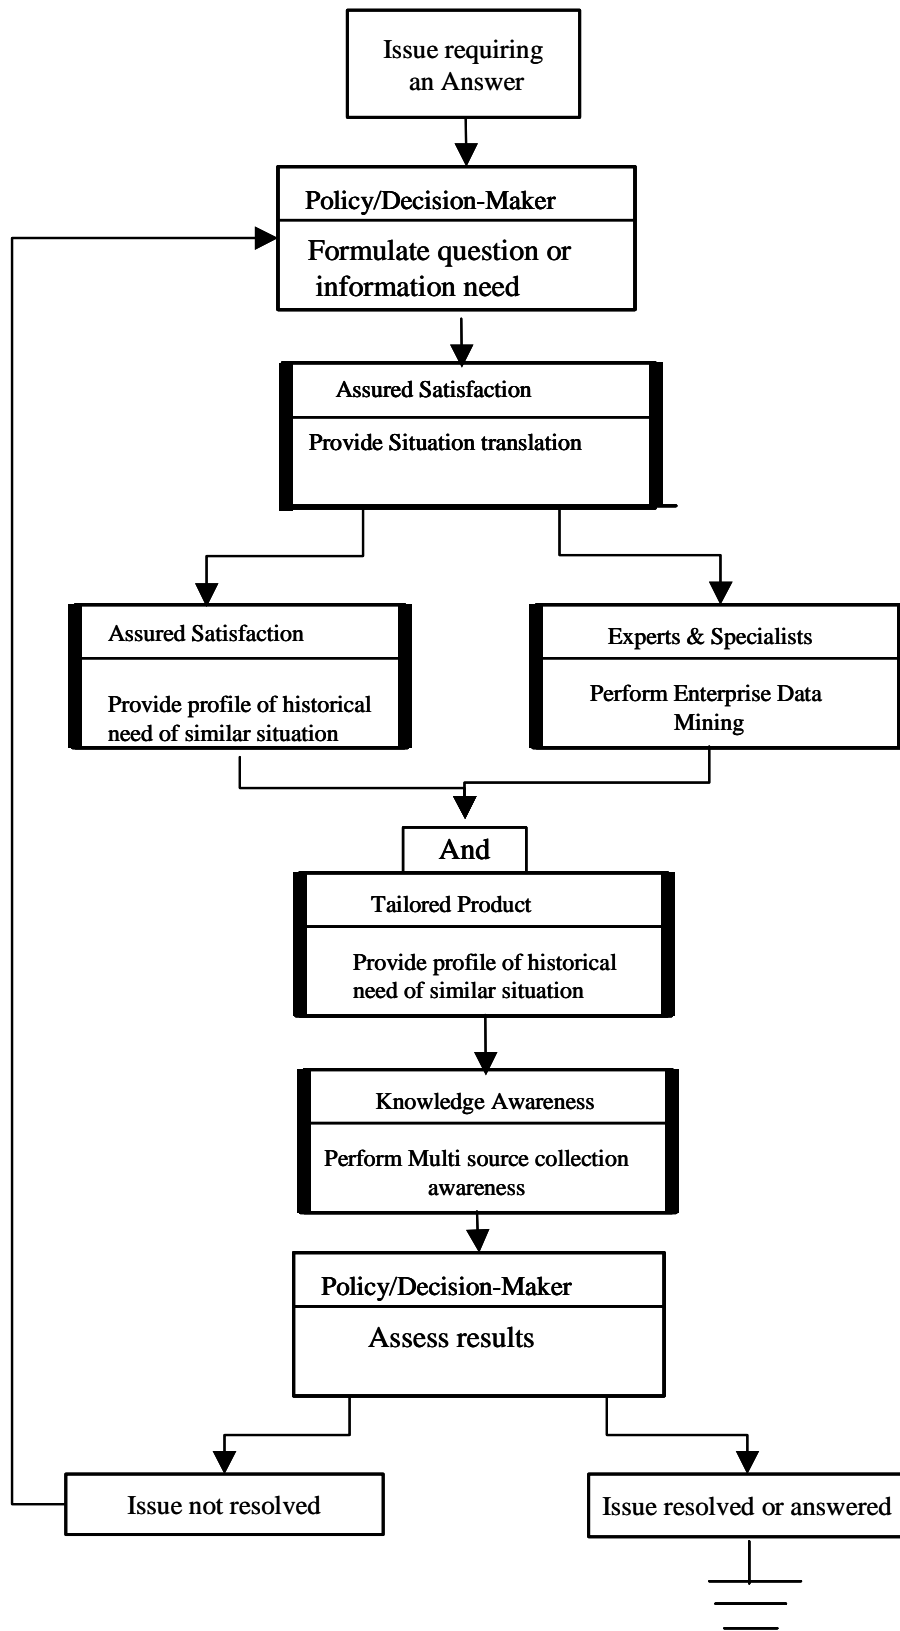 Issue requiring
an Answer
Policy/Decision-Maker
Formulate question or
information need
Assured Satisfaction
Provide Situation translation
Assured Satisfaction
Provide profile of historical
need of similar situation
Experts & Specialists
Perform Enterprise Data
Mining
And
Tailored Product
Provide profile of historical
need of similar situation
Knowledge Awareness
Perform Multi source collection
awareness
Policy/Decision-Maker
Assess results
Issue not resolved
Issue resolved or answered